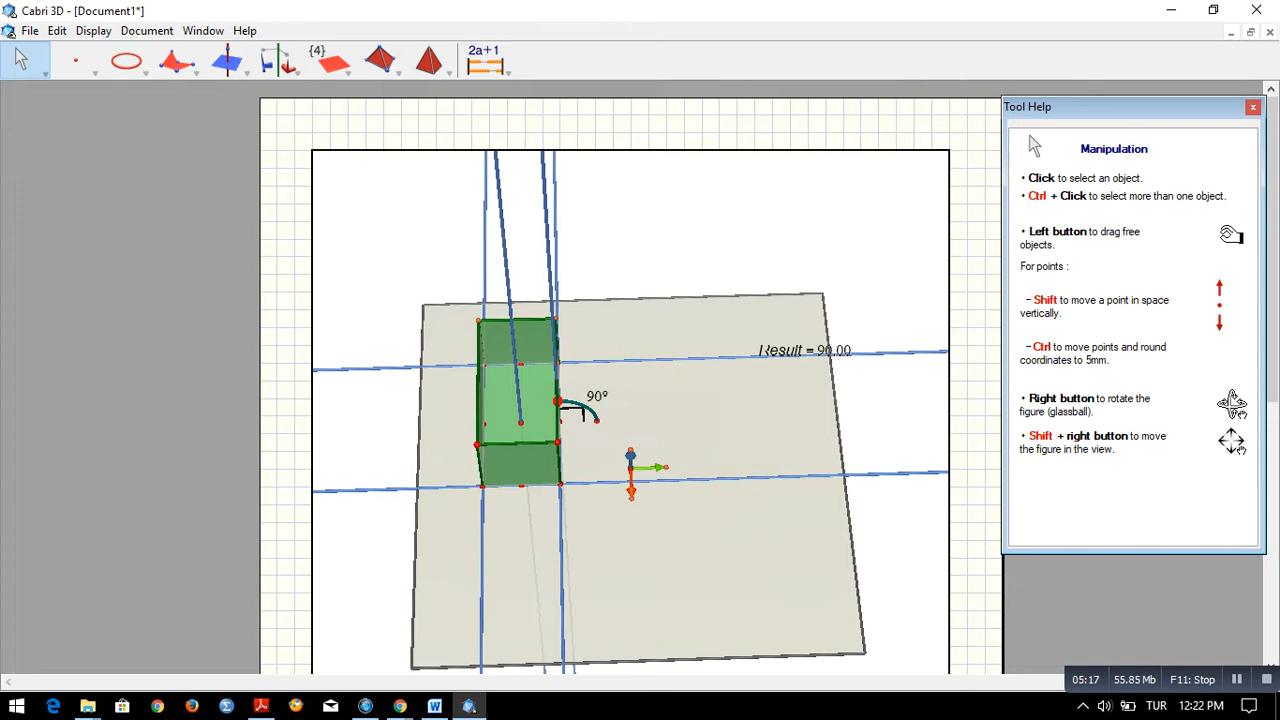 Cabri 3D - [Document1*]
File Edit Display Document Window Help
{4}
2a+1
Tool Help x
Manipulation
• Click to select an object.
• Ctrl + Click to select more than one object.
• Left button to drag free
objects.
For points :
− Shift to move a point in space
vertically.
− Ctrl to move points and round
coordinates to 5mm.
• Right button to rotate the
figure (glassball).
• Shift + right button to move
the figure in the view.
Result = 90.00
90º
05:17 55.85 Mb F11: Stop
TUR 12:22 PM